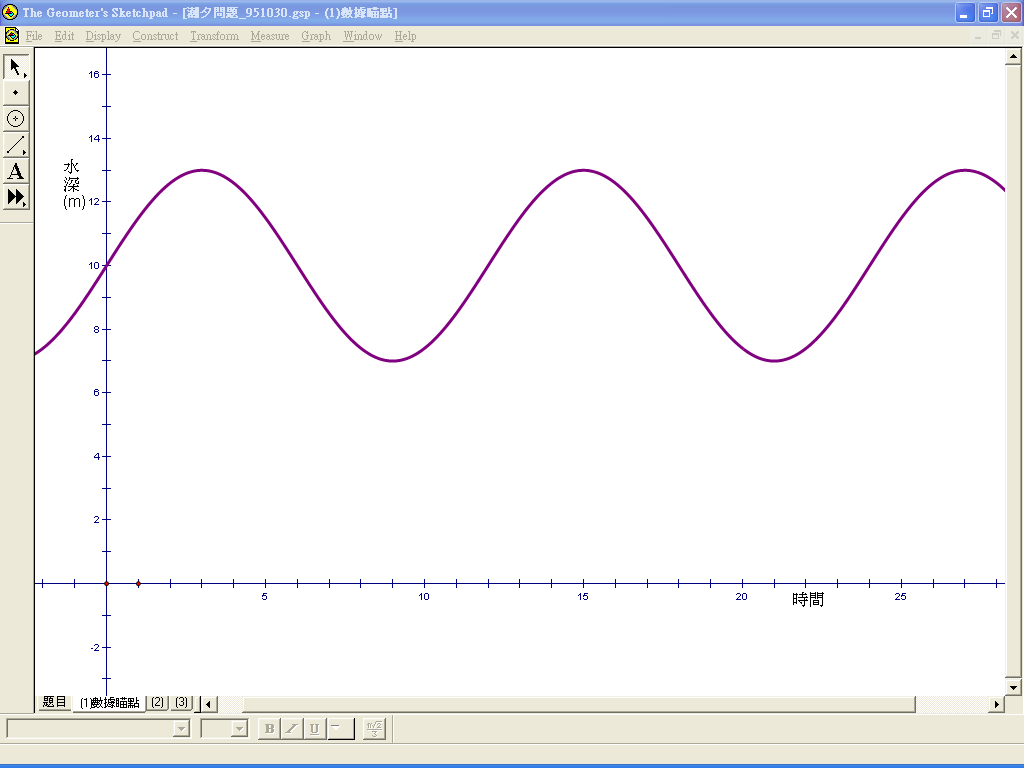 The Geometer's Sketchpad - [潮夕問題_951030.gsp - (1)數據瞄點]
File Edit Display Construct Transform Measure Graph Window Help
A
水
深
(m)
16
14
12
10
8
6
4
2
-2
5 10 15 20 25
時間
題目 (1)數據瞄點 (2) (3)
B I U